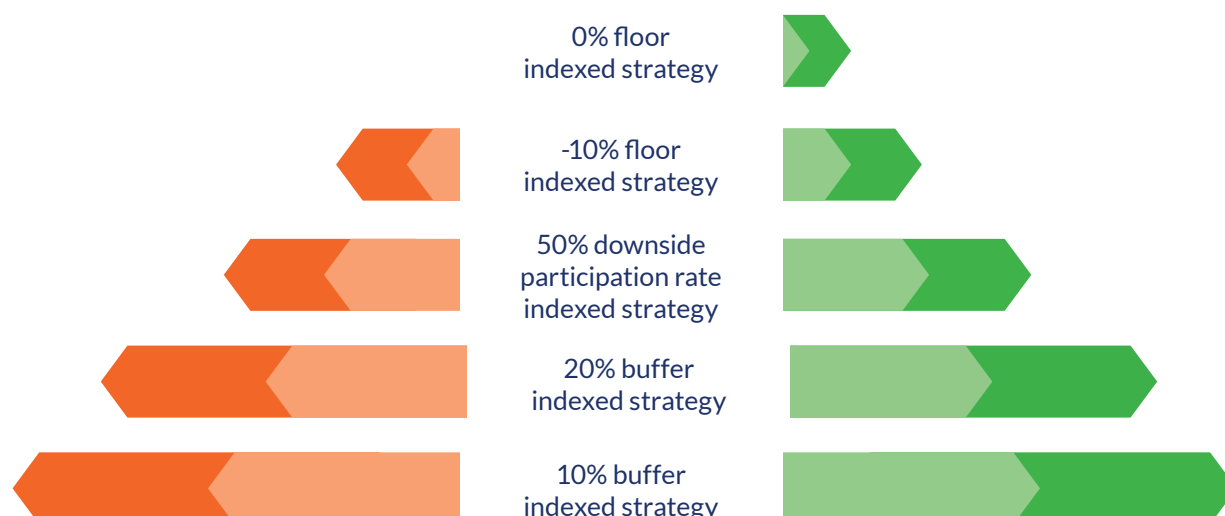 0% floor
indexed strategy
-10% floor
indexed strategy
50% downside
participation rate
indexed strategy
20% buffer
indexed strategy
10% buffer
indexed strategy